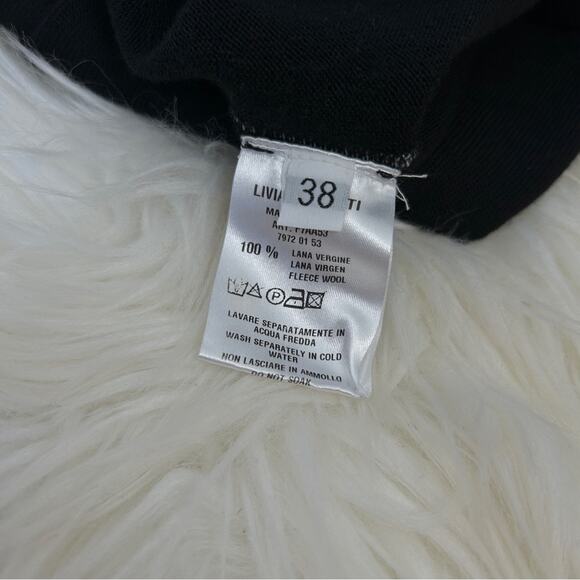 38
LIVIA TI
MA
ART. F7AA53
7972 01 53
100 % LANA VERGINE
LANA VIRGEN
FLEECE WOOL
LAVARE SEPARATAMENTE IN
ACQUA FREDDA
WASH SEPARATELY IN COLD
WATER
NON LASCIARE IN AMMOLLO
DO NOT SOAK